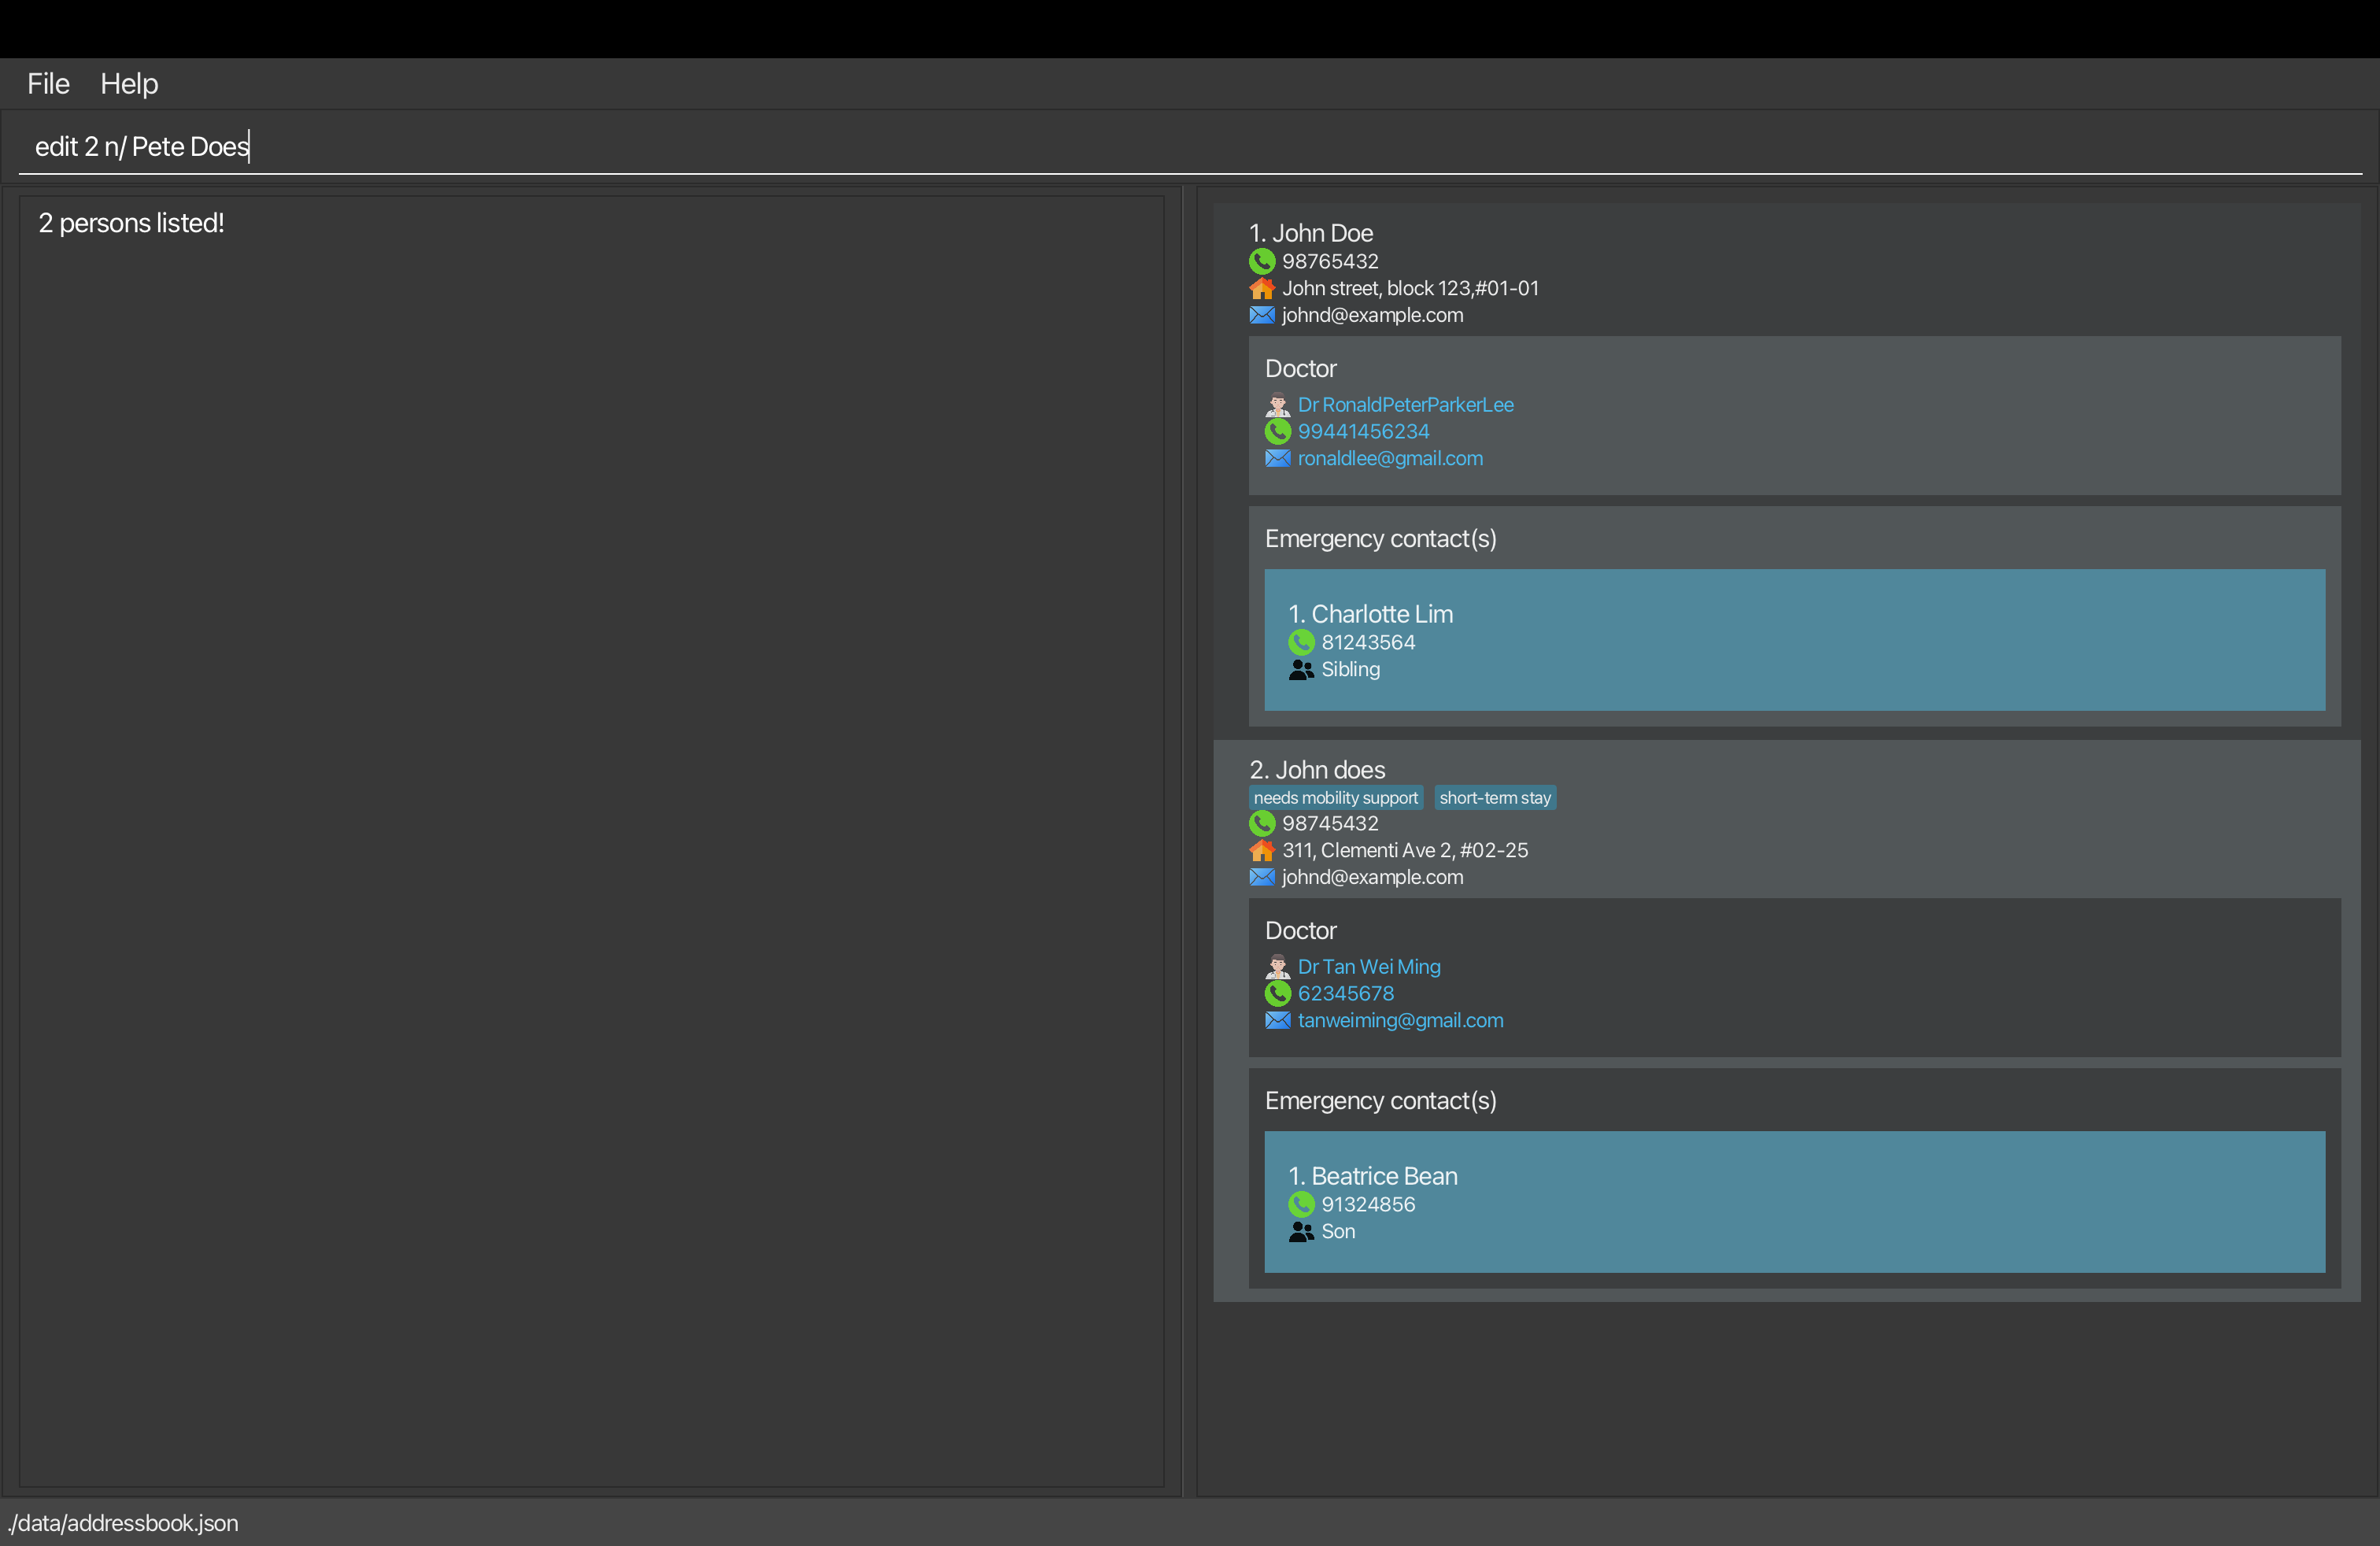 File Help
edit 2 n/ Pete Does
2 persons listed!
1. John Doe
98765432
John street, block 123,#01-01
johnd@example.com
Doctor
Dr RonaldPeterParkerLee
99441456234
ronaldlee@gmail.com
Emergency contact(s)
1. Charlotte Lim
81243564
Sibling
2. John does
needs mobility support short-term stay
98745432
311, Clementi Ave 2, #02-25
johnd@example.com
Doctor
Dr Tan Wei Ming
62345678
tanweiming@gmail.com
Emergency contact(s)
1. Beatrice Bean
91324856
Son
./data/addressbook.json